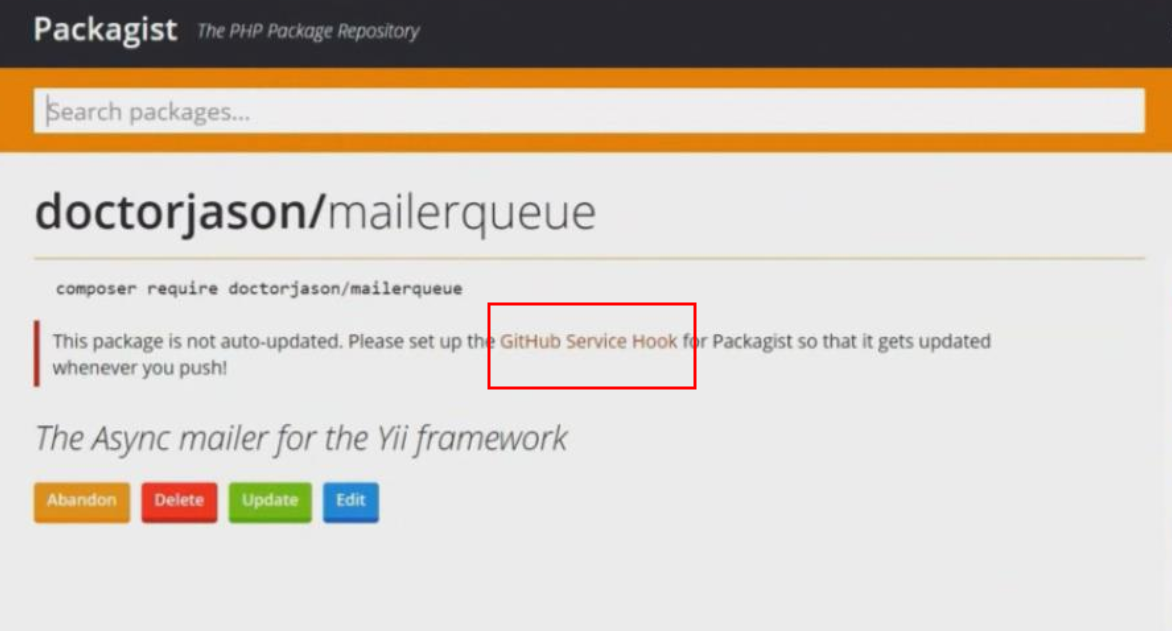 Packagist The PHP Package Repository
Search packages...
doctorjason/mailerqueue
composer require doctorjason/mailerqueue
This package is not auto-updated. Please set up the GitHub Service Hook for Packagist so that it gets updated
whenever you push!
The Async mailer for the Yii framework
Abandon Delete Update Edit